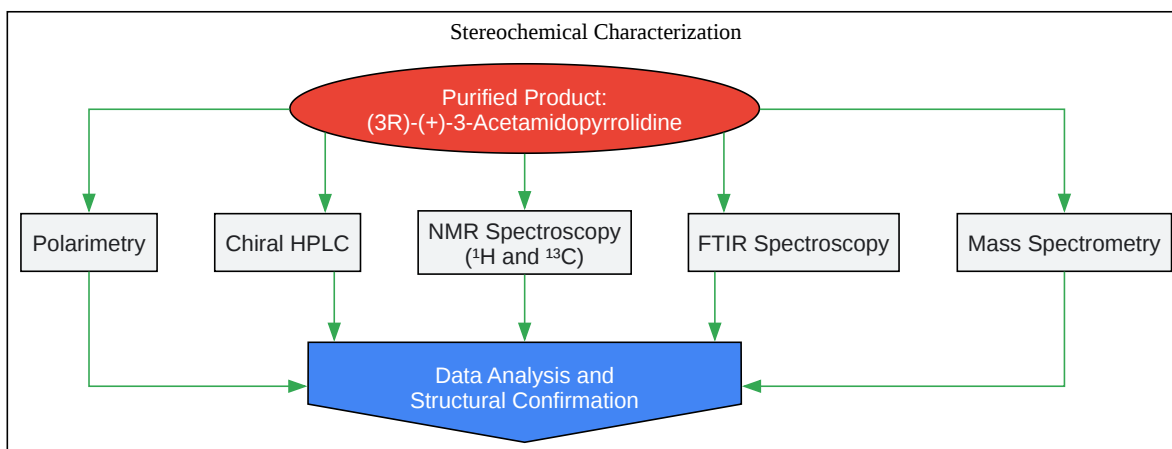 Stereochemical Characterization
Purified Product:
(3R)-(+)-3-Acetamidopyrrolidine
Polarimetry
Chiral HPLC
NMR Spectroscopy
(¹H and ¹³C)
FTIR Spectroscopy
Mass Spectrometry
Data Analysis and
Structural Confirmation